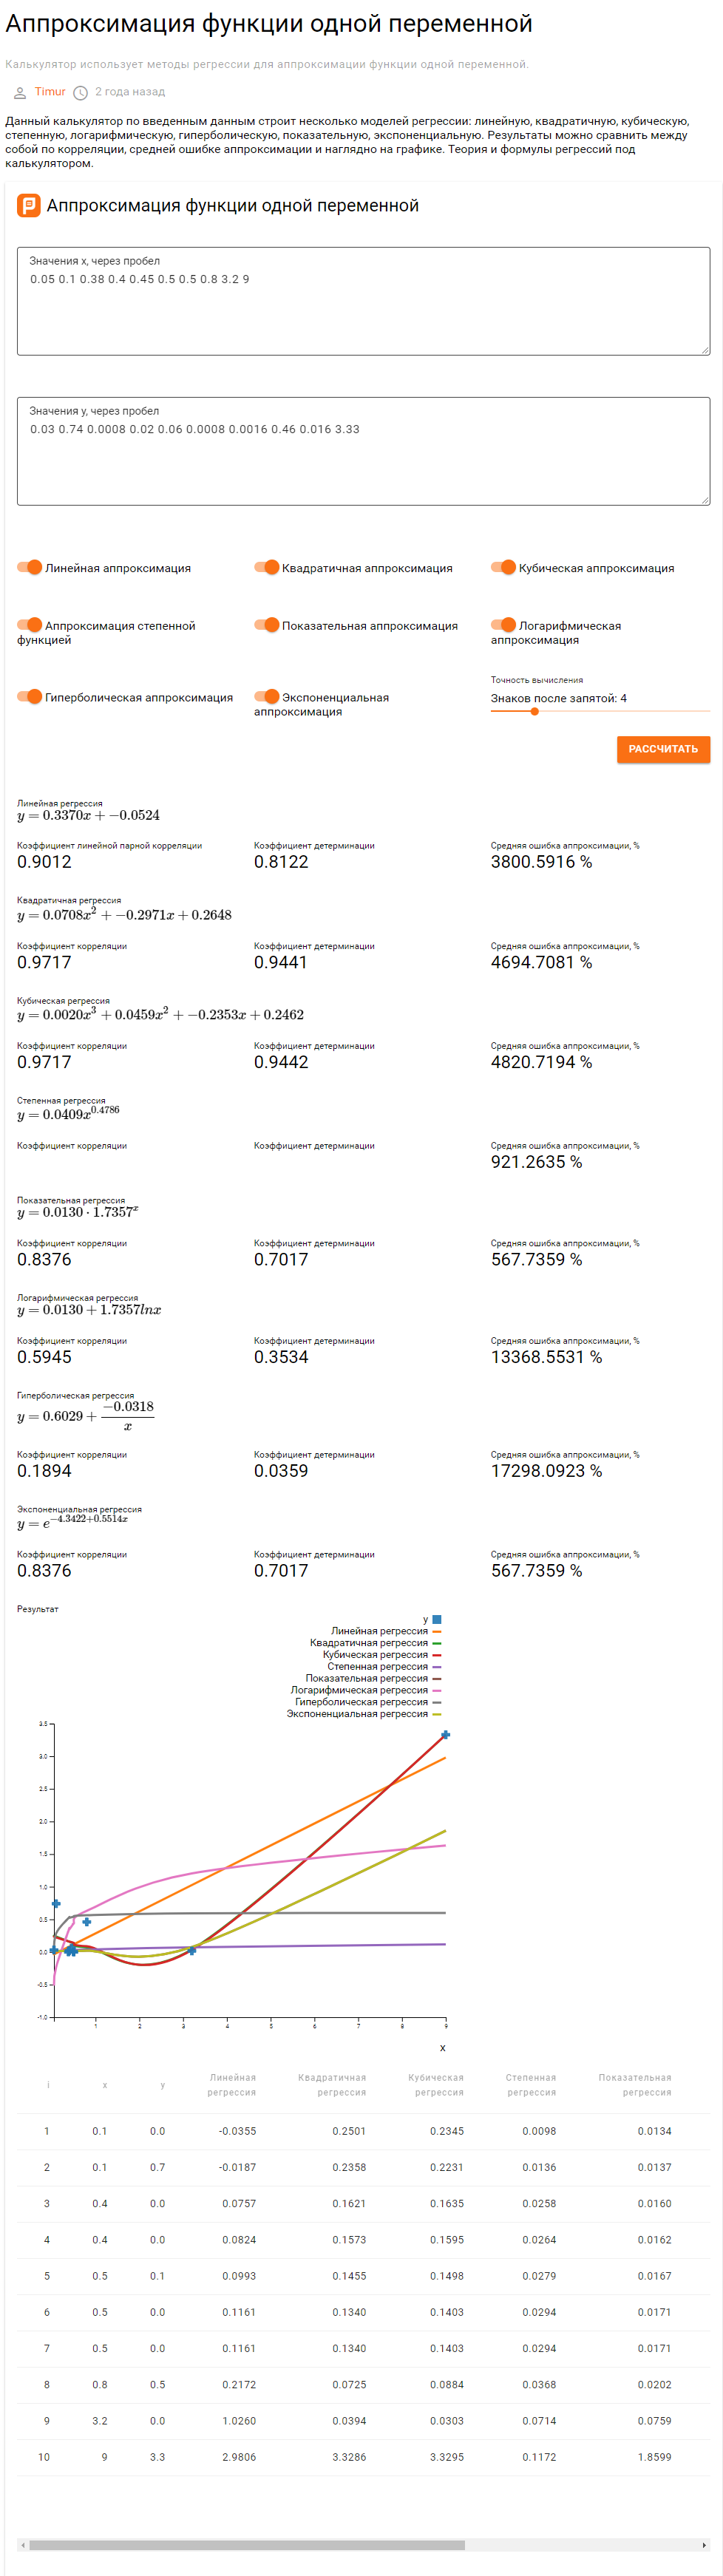 Аппроксимация функции одной переменной
Калькулятор использует методы регрессии для аппроксимации функции одной переменной.
Timur 2 года назад
Данный калькулятор по введенным данным строит несколько моделей регрессии: линейную, квадратичную, кубическую,
степенную, логарифмическую, гиперболическую, показательную, экспоненциальную. Результаты можно сравнить между
собой по корреляции, средней ошибке аппроксимации и наглядно на графике. Теория и формулы регрессий под
калькулятором.
Аппроксимация функции одной переменной
Значения x, через пробел
0.05 0.1 0.38 0.4 0.45 0.5 0.5 0.8 3.2 9
Значения y, через пробел
0.03 0.74 0.0008 0.02 0.06 0.0008 0.0016 0.46 0.016 3.33
Линейная аппроксимация Квадратичная аппроксимация Кубическая аппроксимация
Аппроксимация степенной функцией
Показательная аппроксимация
Логарифмическая аппроксимация
Гиперболическая аппроксимация
Экспоненциальная аппроксимация
Точность вычисления
Знаков после запятой: 4
РАССЧИТАТЬ
Линейная регрессия
y = 0.3370x + −0.0524
Коэффициент линейной парной корреляции Коэффициент детерминации Средняя ошибка аппроксимации, %
0.9012 0.8122 3800.5916 %
Квадратичная регрессия
y = 0.0708x² + −0.2971x + 0.2648
Коэффициент корреляции Коэффициент детерминации Средняя ошибка аппроксимации, %
0.9717 0.9441 4694.7081 %
Кубическая регрессия
y = 0.0020x³ + 0.0459x² + −0.2353x + 0.2462
Коэффициент корреляции Коэффициент детерминации Средняя ошибка аппроксимации, %
0.9717 0.9442 4820.7194 %
Степенная регрессия
y = 0.0409x^0.4786
Коэффициент корреляции Коэффициент детерминации Средняя ошибка аппроксимации, %
921.2635 %
Показательная регрессия
y = 0.0130 · 1.7357^x
Коэффициент корреляции Коэффициент детерминации Средняя ошибка аппроксимации, %
0.8376 0.7017 567.7359 %
Логарифмическая регрессия
y = 0.0130 + 1.7357lnx
Коэффициент корреляции Коэффициент детерминации Средняя ошибка аппроксимации, %
0.5945 0.3534 13368.5531 %
Гиперболическая регрессия
y = 0.6029 + −0.0318/x
Коэффициент корреляции Коэффициент детерминации Средняя ошибка аппроксимации, %
0.1894 0.0359 17298.0923 %
Экспоненциальная регрессия
y = e^−4.3422+0.5514x
Коэффициент корреляции Коэффициент детерминации Средняя ошибка аппроксимации, %
0.8376 0.7017 567.7359 %
Результат
y
Линейная регрессия
Квадратичная регрессия
Кубическая регрессия
Степенная регрессия
Показательная регрессия
Логарифмическая регрессия
Гиперболическая регрессия
Экспоненциальная регрессия
3.5
3.0
2.5
2.0
1.5
1.0
0.5
0.0
-0.5
-1.0
1 2 3 4 5 6 7 8 9
x
i x y Линейная регрессия Квадратичная регрессия Кубическая регрессия Степенная регрессия Показательная регрессия
1 0.1 0.0 -0.0355 0.2501 0.2345 0.0098 0.0134
2 0.1 0.7 -0.0187 0.2358 0.2231 0.0136 0.0137
3 0.4 0.0 0.0757 0.1621 0.1635 0.0258 0.0160
4 0.4 0.0 0.0824 0.1573 0.1595 0.0264 0.0162
5 0.5 0.1 0.0993 0.1455 0.1498 0.0279 0.0167
6 0.5 0.0 0.1161 0.1340 0.1403 0.0294 0.0171
7 0.5 0.0 0.1161 0.1340 0.1403 0.0294 0.0171
8 0.8 0.5 0.2172 0.0725 0.0884 0.0368 0.0202
9 3.2 0.0 1.0260 0.0394 0.0303 0.0714 0.0759
10 9 3.3 2.9806 3.3286 3.3295 0.1172 1.8599